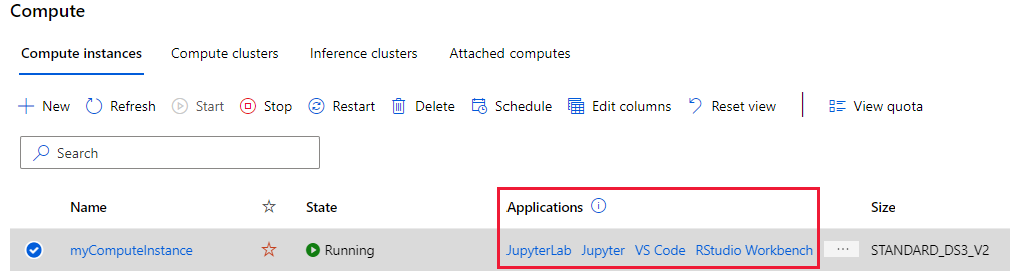 Compute
Compute instances Compute clusters Inference clusters Attached computes
New Refresh Start Stop Restart Delete Schedule Edit columns Reset view View quota
Search
Name State Applications Size
myComputeInstance Running JupyterLab Jupyter VS Code RStudio Workbench ... STANDARD_DS3_V2